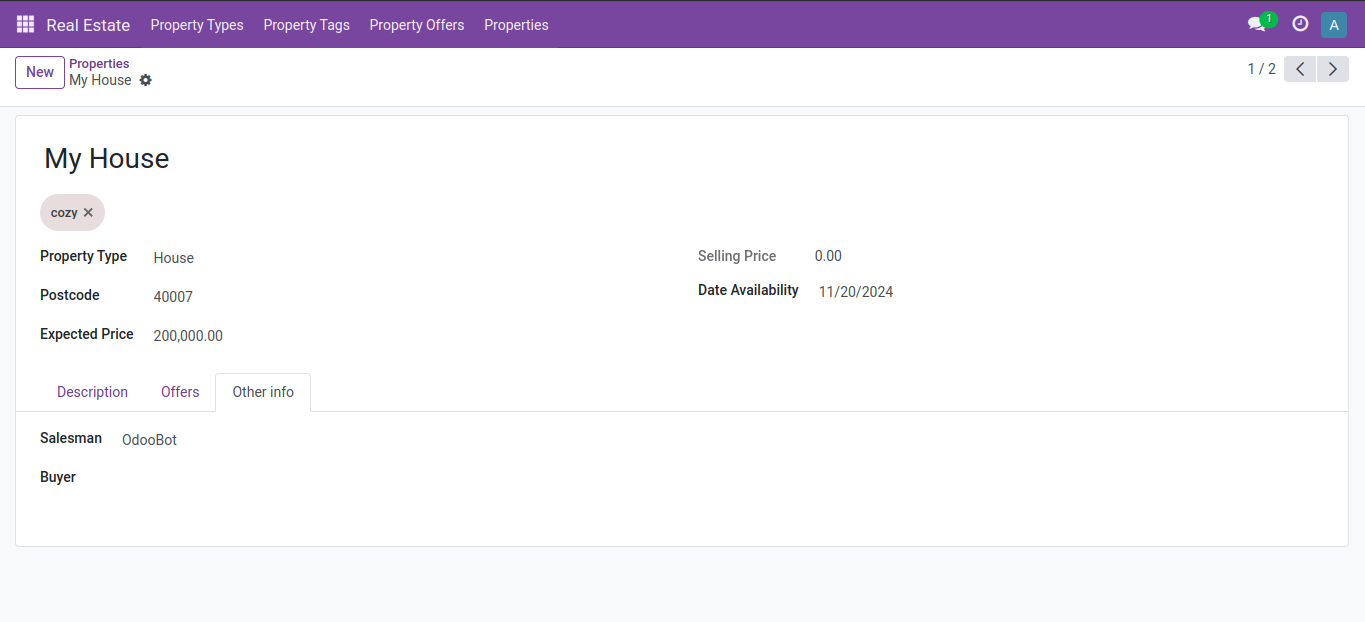 Real Estate Property Types Property Tags Property Offers Properties 1 A
New Properties
My House 1 / 2
My House
cozy
Property Type House Selling Price 0.00
Postcode 40007 Date Availability 11/20/2024
Expected Price 200,000.00
Description Offers Other info
Salesman OdooBot
Buyer